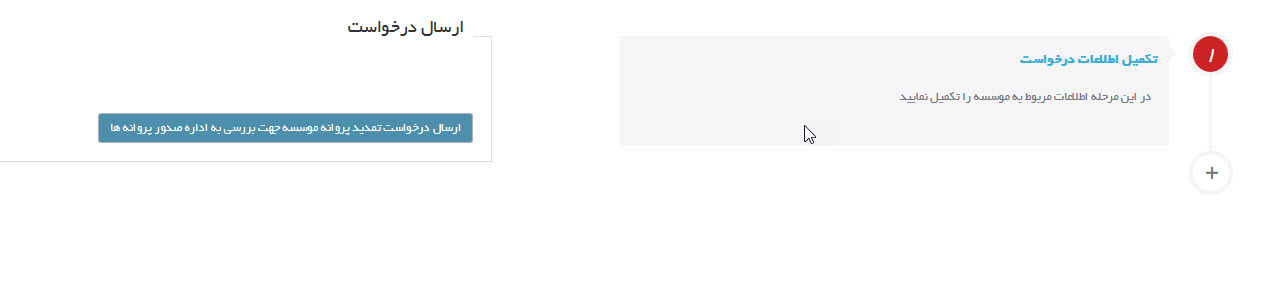 ۱
تکمیل اطلاعات درخواست
در این مرحله اطلاعات مربوط به موسسه را تکمیل نمایید
+
ارسال درخواست
ارسال درخواست تمدید پروانه موسسه جهت بررسی به اداره صدور پروانه ها